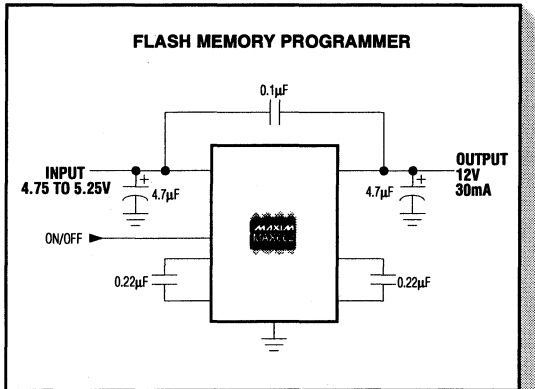 FLASH MEMORY PROGRAMMER
0.1µF
INPUT
4.75 TO 5.25V
+
4.7µF
OUTPUT
12V
30mA
+
4.7µF
ON/OFF
MAXIM
0.22µF
0.22µF